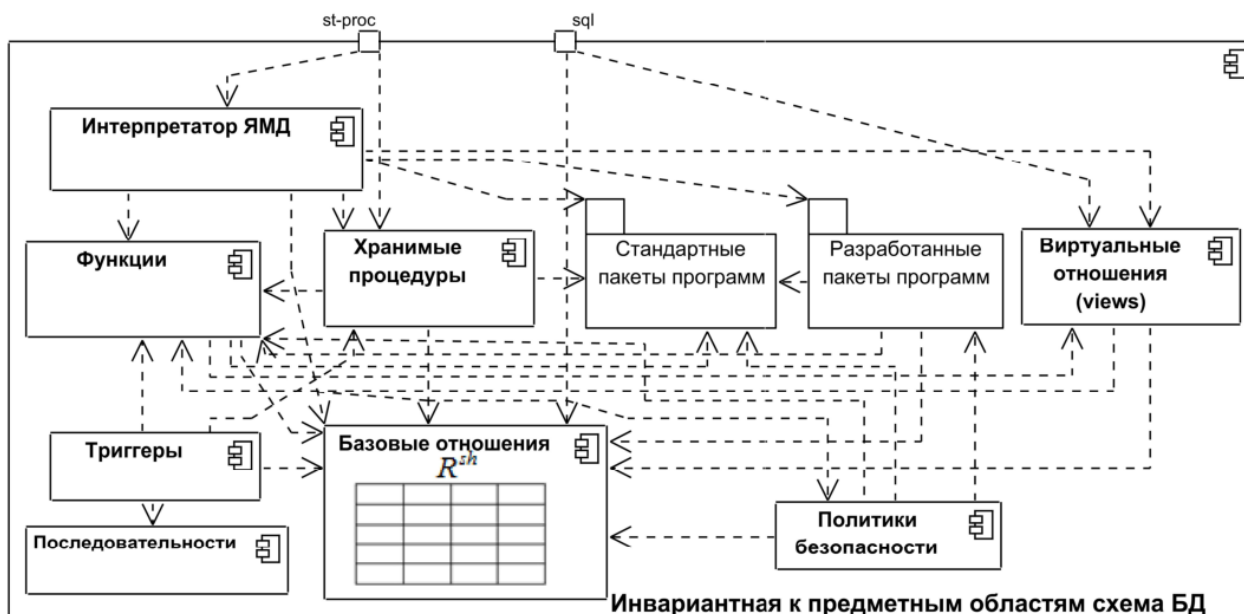 st-proc
sql
Интерпретатор ЯМД
Функции
Хранимые
процедуры
Стандартные
пакеты программ
Разработанные
пакеты программ
Виртуальные
отношения
(views)
Триггеры
Базовые отношения
R^sh
Последовательности
Политики
безопасности
Инвариантная к предметным областям схема БД